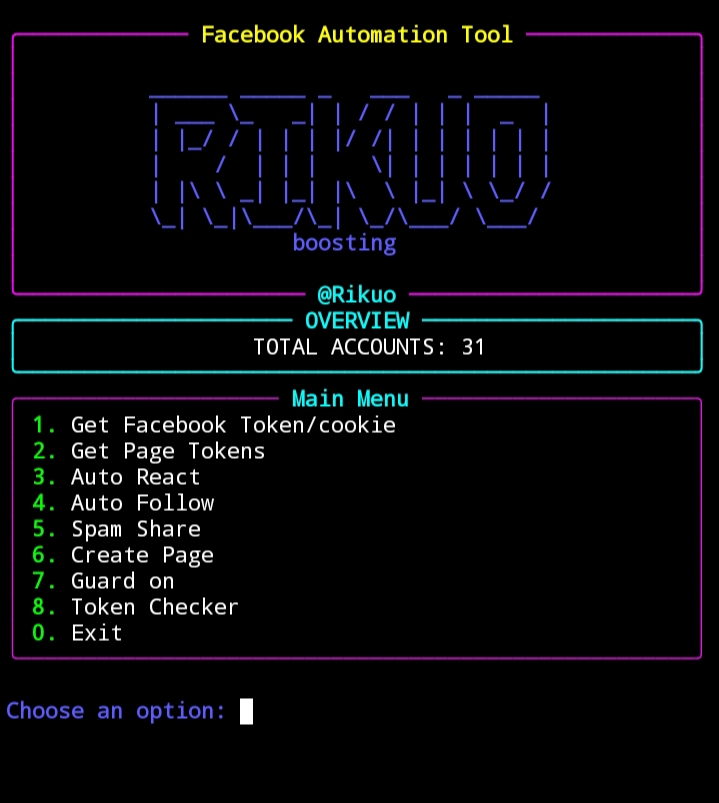 Facebook Automation Tool
RIKUO
boosting
@Rikuo
OVERVIEW
TOTAL ACCOUNTS: 31
Main Menu
1. Get Facebook Token/cookie
2. Get Page Tokens
3. Auto React
4. Auto Follow
5. Spam Share
6. Create Page
7. Guard on
8. Token Checker
0. Exit
Choose an option: